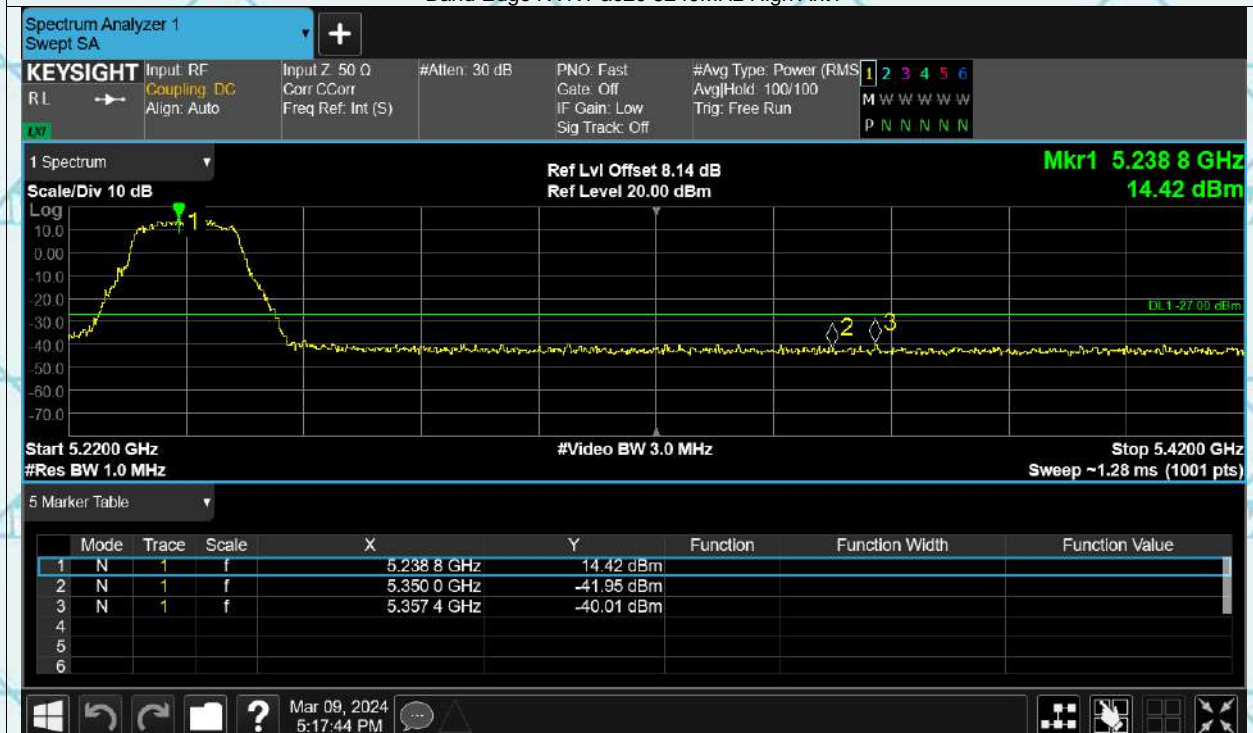 Spectrum Analyzer 1
Swept SA
+
KEYSIGHT Input: RF Input Z: 50 Ω #Atten: 30 dB PNO: Fast #Avg Type: Power (RMS 1 2 3 4 5 6
RL Coupling: DC Corr CCorr Gate: Off Avg|Hold: 100/100 M W W W W W
Align: Auto Freq Ref: Int (S) IF Gain: Low Trig: Free Run
LXI Sig Track: Off P N N N N N
1 Spectrum Ref Lvl Offset 8.14 dB Mkr1 5.238 8 GHz
Scale/Div 10 dB Ref Level 20.00 dBm 14.42 dBm
Log
1
10.0
0.00
-10.0
-20.0
DL1 -27.00 dBm
-30.0
2 3
-40.0
-50.0
-60.0
-70.0
Start 5.2200 GHz #Video BW 3.0 MHz Stop 5.4200 GHz
#Res BW 1.0 MHz Sweep ~1.28 ms (1001 pts)
5 Marker Table
Mode Trace Scale X Y Function Function Width Function Value
1 N 1 f 5.238 8 GHz 14.42 dBm
2 N 1 f 5.350 0 GHz -41.95 dBm
3 N 1 f 5.357 4 GHz -40.01 dBm
4
5
6
? Mar 09, 2024
5:17:44 PM